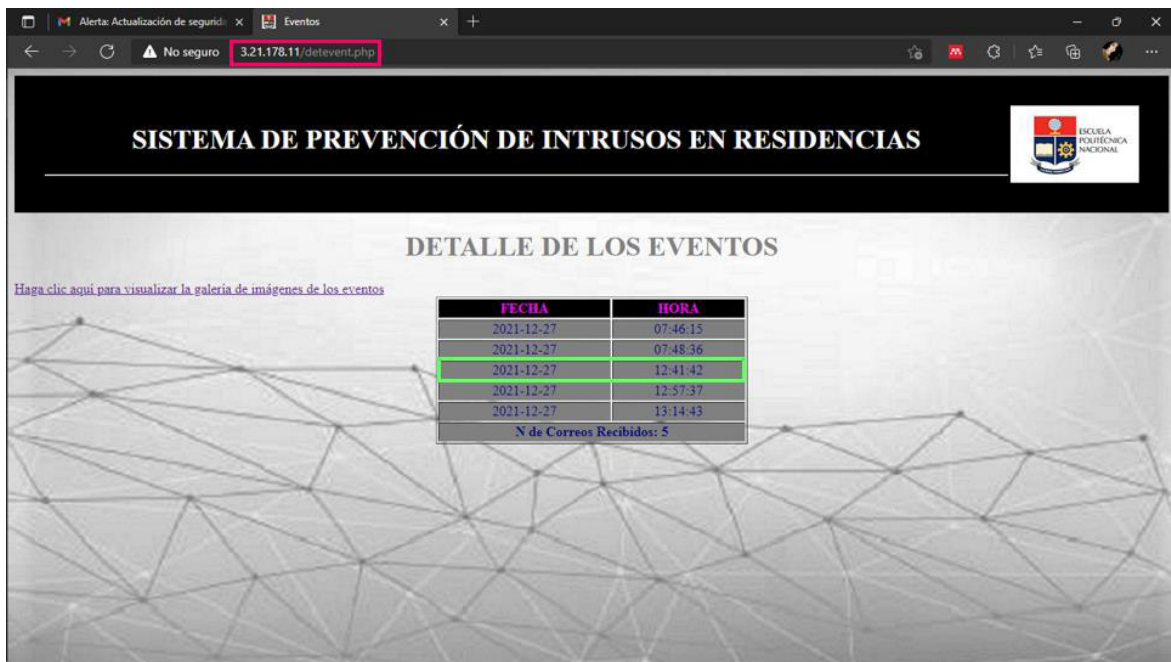 Alerta: Actualización de segurida
Eventos
No seguro 3.21.178.11/detevent.php
SISTEMA DE PREVENCIÓN DE INTRUSOS EN RESIDENCIAS
ESCUELA
POLITÉCNICA
NACIONAL
DETALLE DE LOS EVENTOS
Haga clic aquí para visualizar la galería de imágenes de los eventos
FECHA HORA
2021-12-27 07:46:15
2021-12-27 07:48:36
2021-12-27 12:41:42
2021-12-27 12:57:37
2021-12-27 13:14:43
N de Correos Recibidos: 5